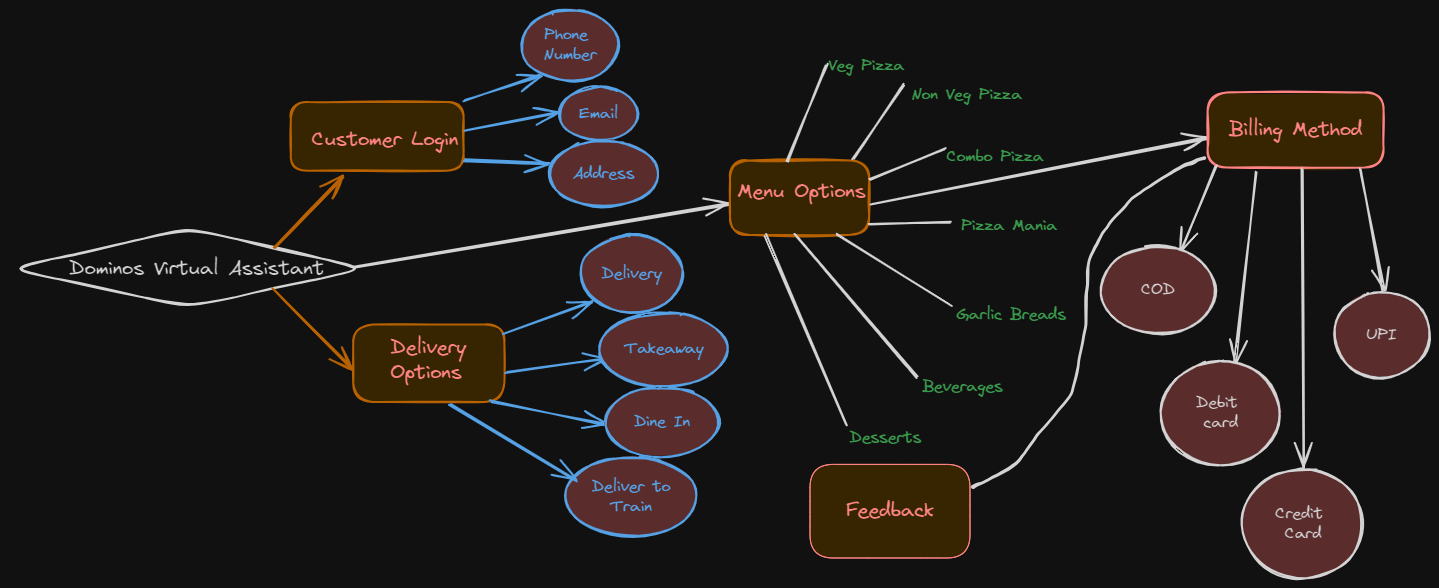 Dominos Virtual Assistant
Customer Login
Phone
Number
Email
Address
Delivery
Options
Delivery
Takeaway
Dine In
Deliver to
Train
Menu Options
Veg Pizza
Non Veg Pizza
Combo Pizza
Pizza Mania
Garlic Breads
Beverages
Desserts
Billing Method
COD
Debit
card
Credit
Card
UPI
Feedback